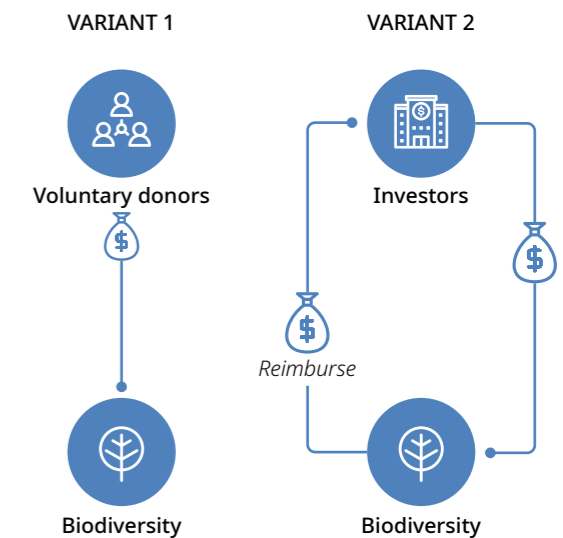 VARIANT 1
VARIANT 2
Voluntary donors
Investors
$
$
$
$
Reimburse
Biodiversity
Biodiversity